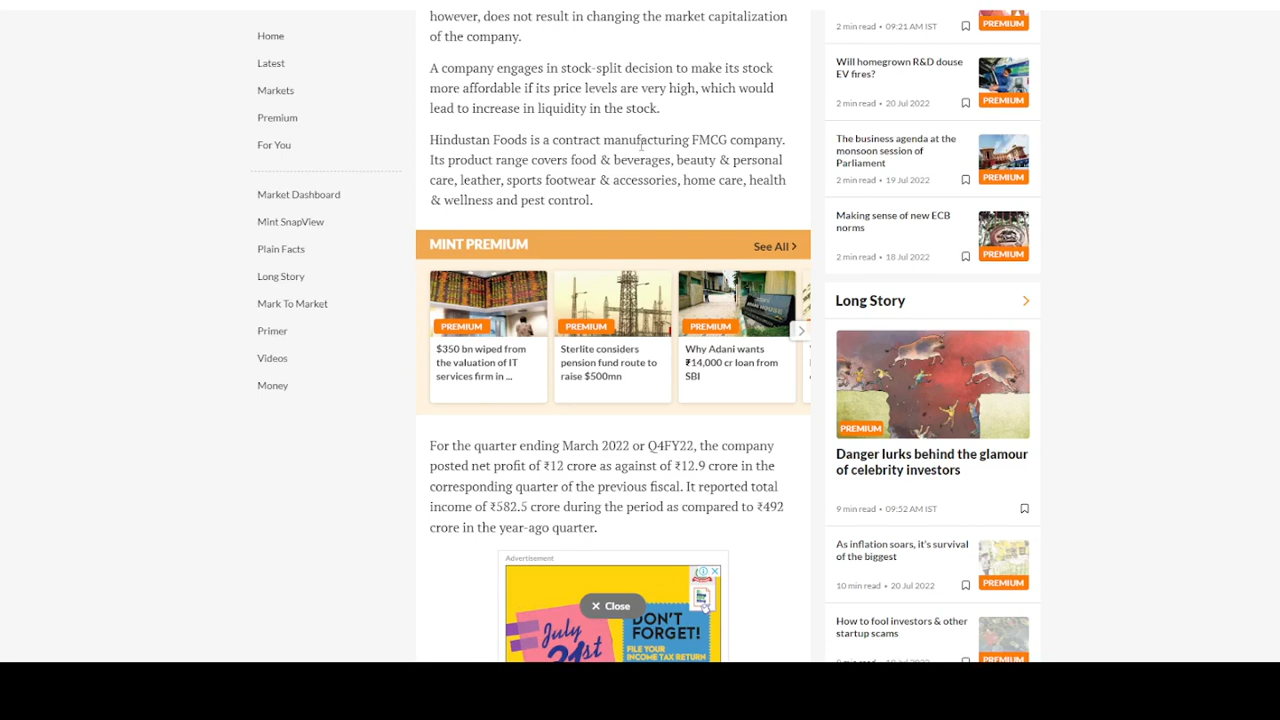 Home
Latest
Markets
Premium
For You
Market Dashboard
Mint SnapView
Plain Facts
Long Story
Mark To Market
Primer
Videos
Money
however, does not result in changing the market capitalization
of the company.
A company engages in stock-split decision to make its stock
more affordable if its price levels are very high, which would
lead to increase in liquidity in the stock.
Hindustan Foods is a contract manufacturing FMCG company.
Its product range covers food & beverages, beauty & personal
care, leather, sports footwear & accessories, home care, health
& wellness and pest control.
MINT PREMIUM
See All >
PREMIUM
$350 bn wiped from
the valuation of IT
services firm in ...
PREMIUM
Sterlite considers
pension fund route to
raise $500mn
PREMIUM
Why Adani wants
₹14,000 cr loan from
SBI
For the quarter ending March 2022 or Q4FY22, the company
posted net profit of ₹12 crore as against of ₹12.9 crore in the
corresponding quarter of the previous fiscal. It reported total
income of ₹582.5 crore during the period as compared to ₹492
crore in the year-ago quarter.
Advertisement
× Close
July
31st
DON'T
FORGET!
FILE YOUR
INCOME TAX RETURN
2 min read • 09:21 AM IST
PREMIUM
Will homegrown R&D douse
EV fires?
2 min read • 20 Jul 2022
PREMIUM
The business agenda at the
monsoon session of
Parliament
2 min read • 19 Jul 2022
PREMIUM
Making sense of new ECB
norms
2 min read • 18 Jul 2022
PREMIUM
Long Story
PREMIUM
Danger lurks behind the glamour
of celebrity investors
9 min read • 09:52 AM IST
As inflation soars, it's survival
of the biggest
10 min read • 20 Jul 2022
PREMIUM
How to fool investors & other
startup scams
PREMIUM